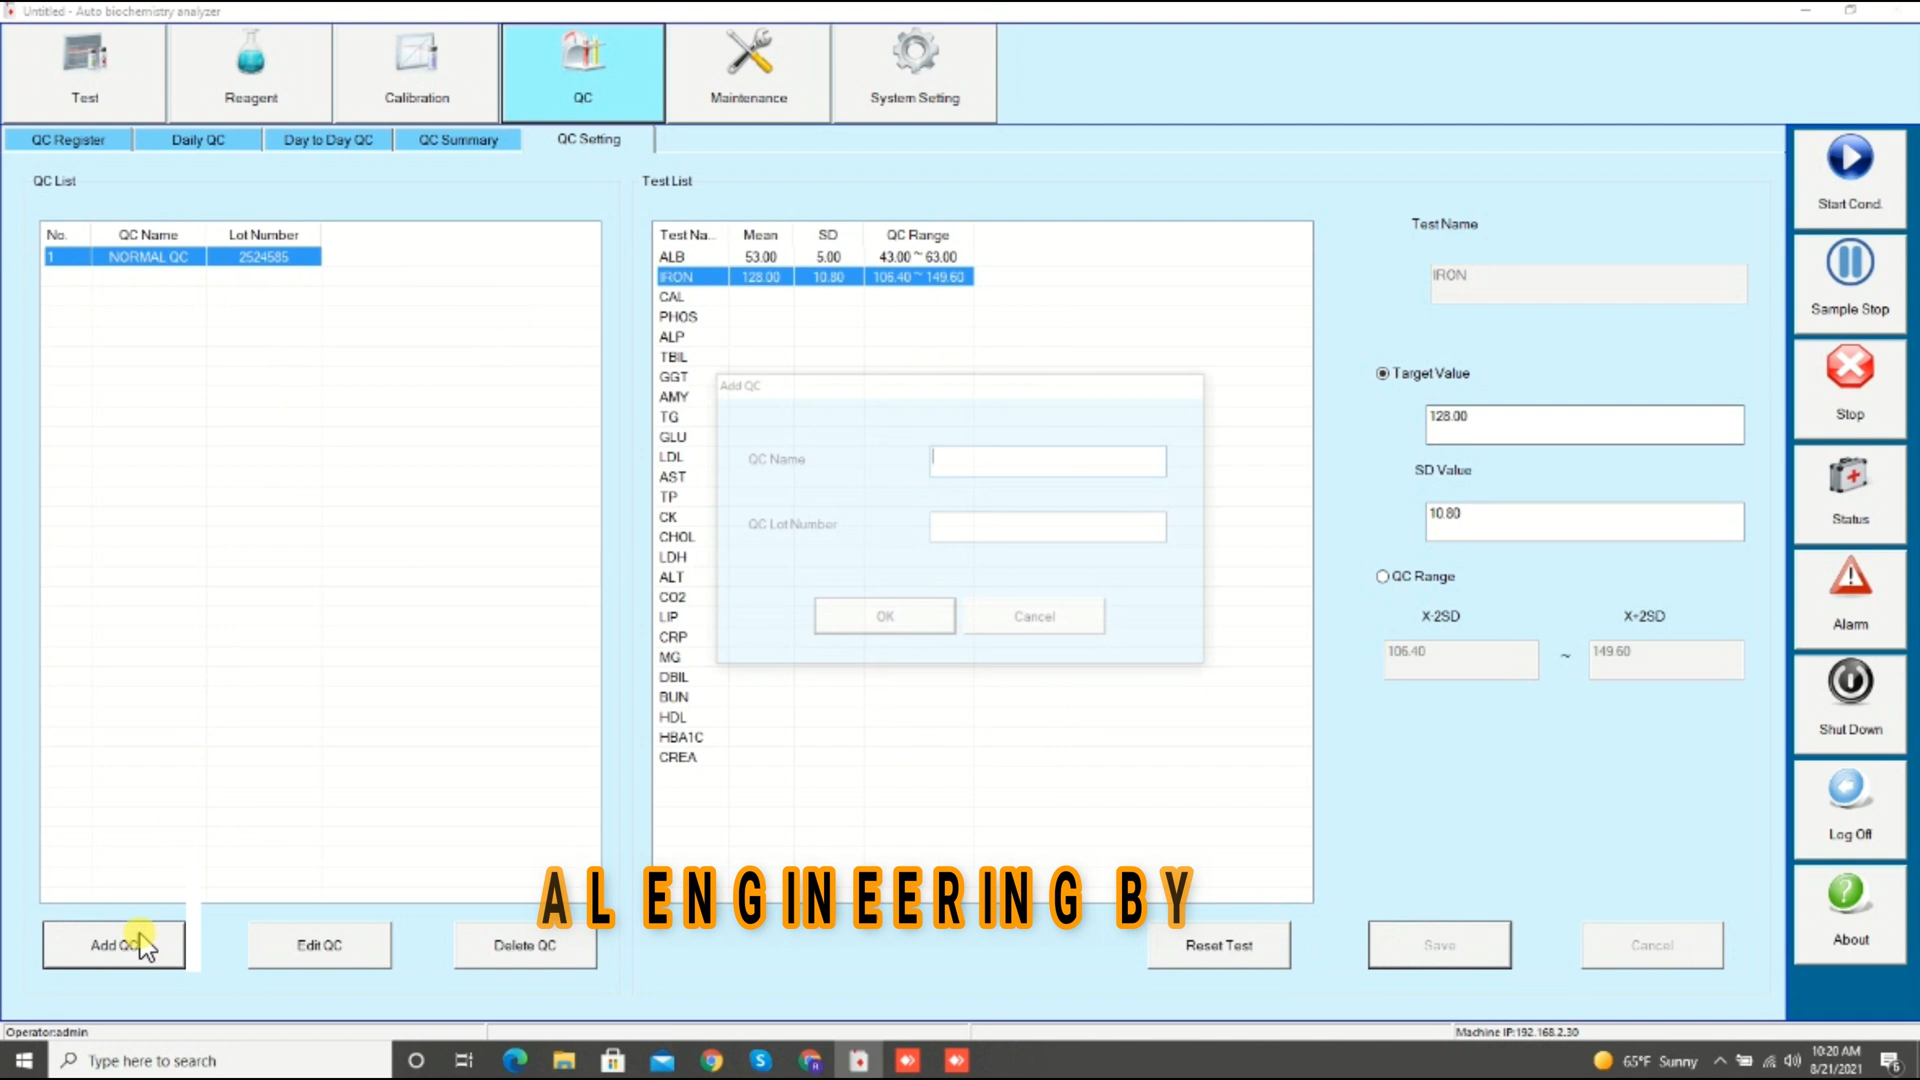 Untitled - Auto biochemistry analyzer
Test
Reagent
Calibration
QC
Maintenance
System Setting
QC Register
Daily QC
Day to Day QC
QC Summary
QC Setting
QC List
No. QC Name Lot Number
1 NORMAL QC 2524585
Add QC
Edit QC
Delete QC
Test List
Test Na... Mean SD QC Range
ALB 53.00 5.00 43.00 ~ 63.00
IRON 128.00 10.80 106.40 ~ 149.60
CAL
PHOS
ALP
TBIL
GGT
AMY
TG
GLU
LDL
AST
TP
CK
CHOL
LDH
ALT
CO2
LIP
CRP
MG
DBIL
BUN
HDL
HBA1C
CREA
Add QC
QC Name
QC Lot Number
OK
Cancel
Test Name
IRON
Target Value
128.00
SD Value
10.80
QC Range
X-2SD
X+2SD
106.40 ~ 149.60
Reset Test
Save
Cancel
Start Cond.
Sample Stop
Stop
Status
Alarm
Shut Down
Log Off
About
AL ENGINEERING BY
Operator:admin
Machine IP:192.168.2.30
Type here to search
65°F Sunny
10:20 AM
8/21/2021
6